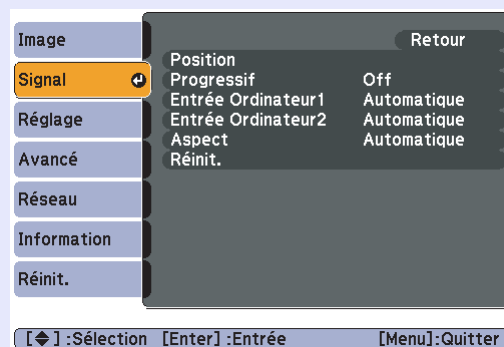 Image
Signal
Réglage
Avancé
Réseau
Information
Réinit.
Retour
Position
Progressif Off
Entrée Ordinateur1 Automatique
Entrée Ordinateur2 Automatique
Aspect Automatique
Réinit.
[◆] :Sélection [Enter] :Entrée [Menu]:Quitter